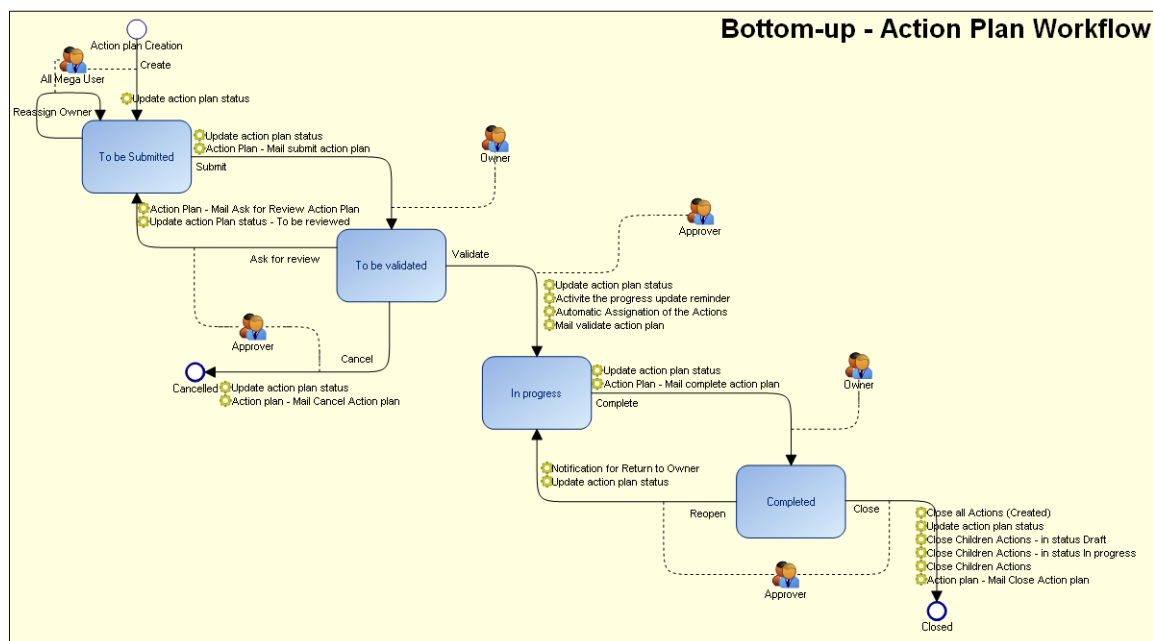 Bottom-up - Action Plan Workflow
Action plan Creation
Create
All Mega User
Reassign Owner
Update action plan status
To be Submitted
Update action plan status
Action Plan - Mail submit action plan
Submit
Owner
Action Plan - Mail Ask for Review Action Plan
Update action Plan status - To be reviewed
Ask for review
To be validated
Validate
Approver
Update action plan status
Activite the progress update reminder
Automatic Assignation of the Actions
Mail validate action plan
Approver
Cancel
Cancelled
Update action plan status
Action plan - Mail Cancel Action plan
In progress
Update action plan status
Action Plan - Mail complete action plan
Complete
Owner
Notification for Return to Owner
Update action plan status
Reopen
Completed
Close
Approver
Close all Actions (Created)
Update action plan status
Close Children Actions - in status Draft
Close Children Actions - in status In progress
Close Children Actions
Action plan - Mail Close Action plan
Closed